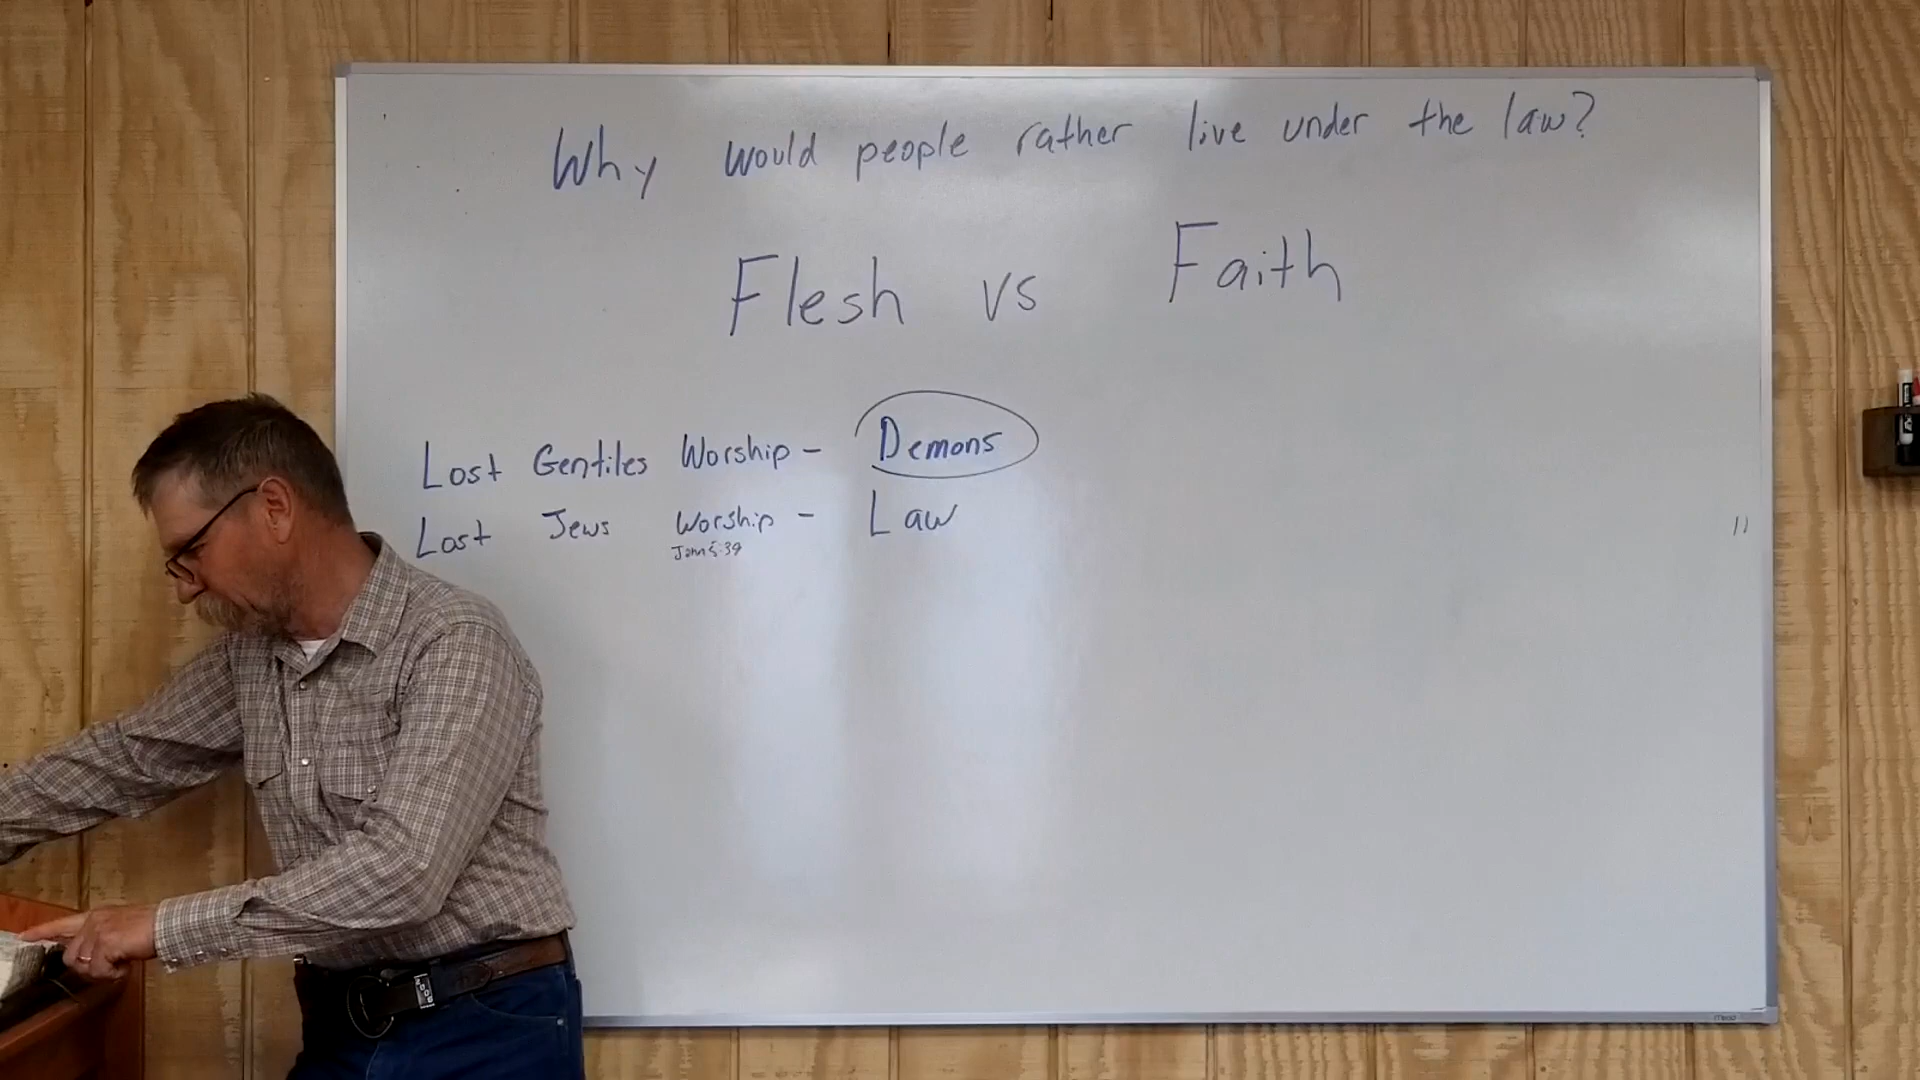 Why would people rather live under the law?
Flesh vs Faith
Lost Gentiles Worship - Demons
Lost Jews Worship - Law
John 5:39